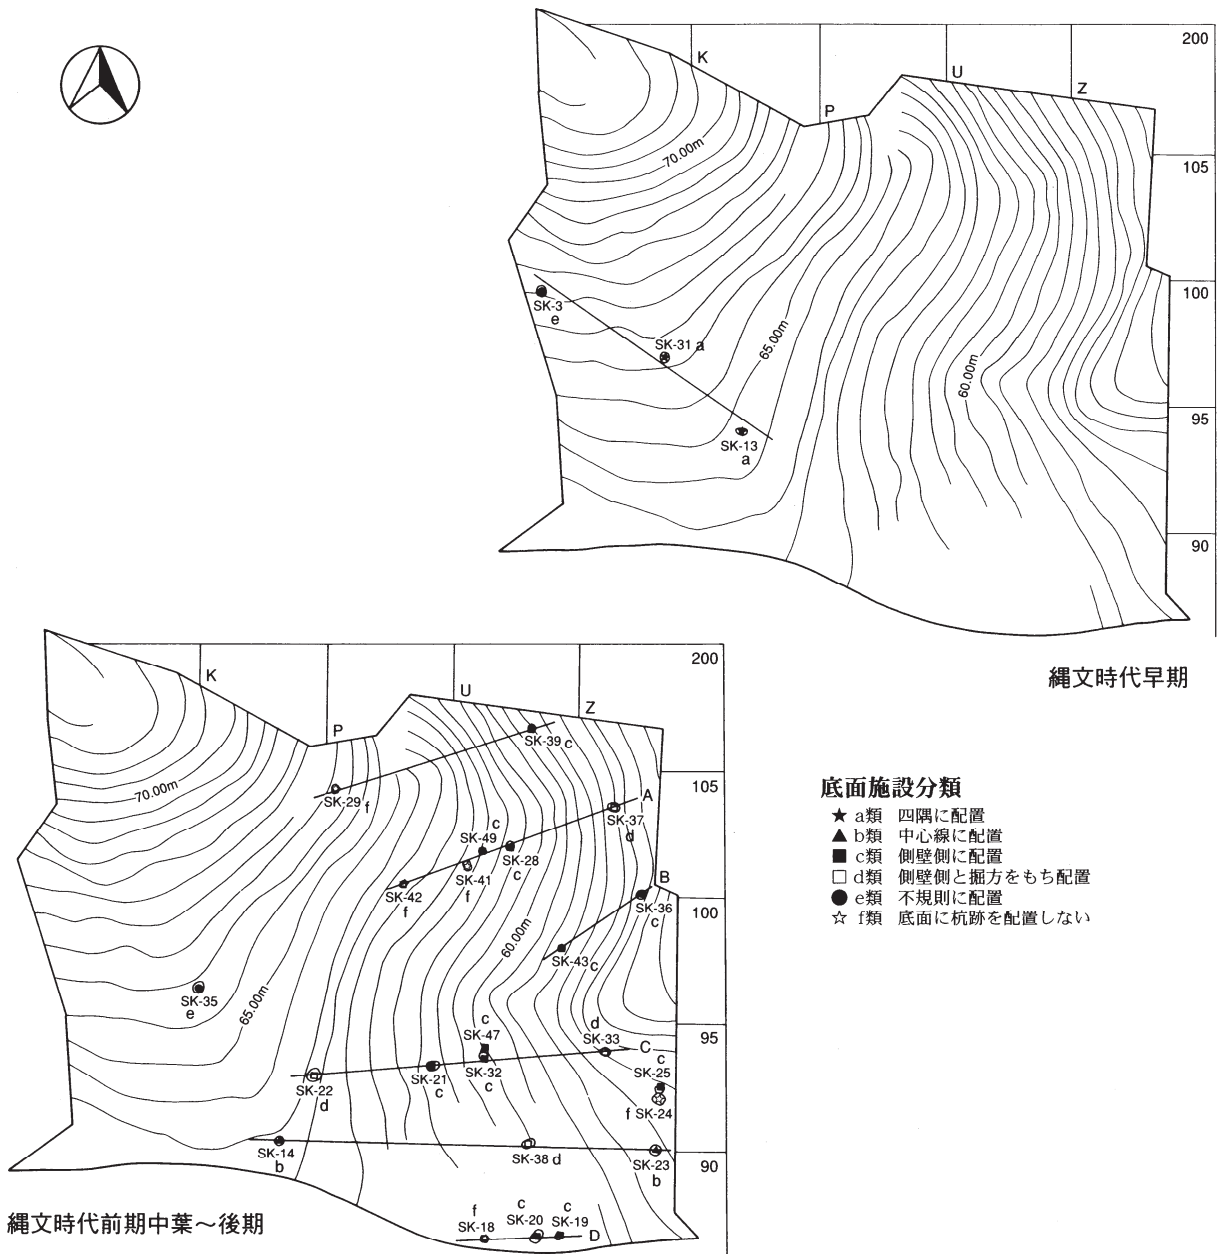 200
K
U
Z
P
70.00m
105
100
SK-3
e
SK-31 a
65.00m
60.00m
95
SK-13
a
90
縄文時代早期
200
K
U
Z
P
SK-39 c
70.00m
105
SK-29 f
A
c
SK-49
SK-37
d
SK-28
c
SK-41
f
SK-42
f
B
100
SK-36
c
60.00m
SK-43 c
SK-35
e
65.00m
c
SK-47
d
SK-33
95
C
c
SK-25
SK-21
c
SK-32
c
SK-22
d
f SK-24
SK-14
b
SK-38 d
SK-23
b
90
f
SK-18
c
SK-20
c
SK-19
D
縄文時代前期中葉～後期
底面施設分類
★ a類 四隅に配置
▲ b類 中心線に配置
■ c類 側壁側に配置
□ d類 側壁側と掘方をもち配置
● e類 不規則に配置
☆ f類 底面に杭跡を配置しない